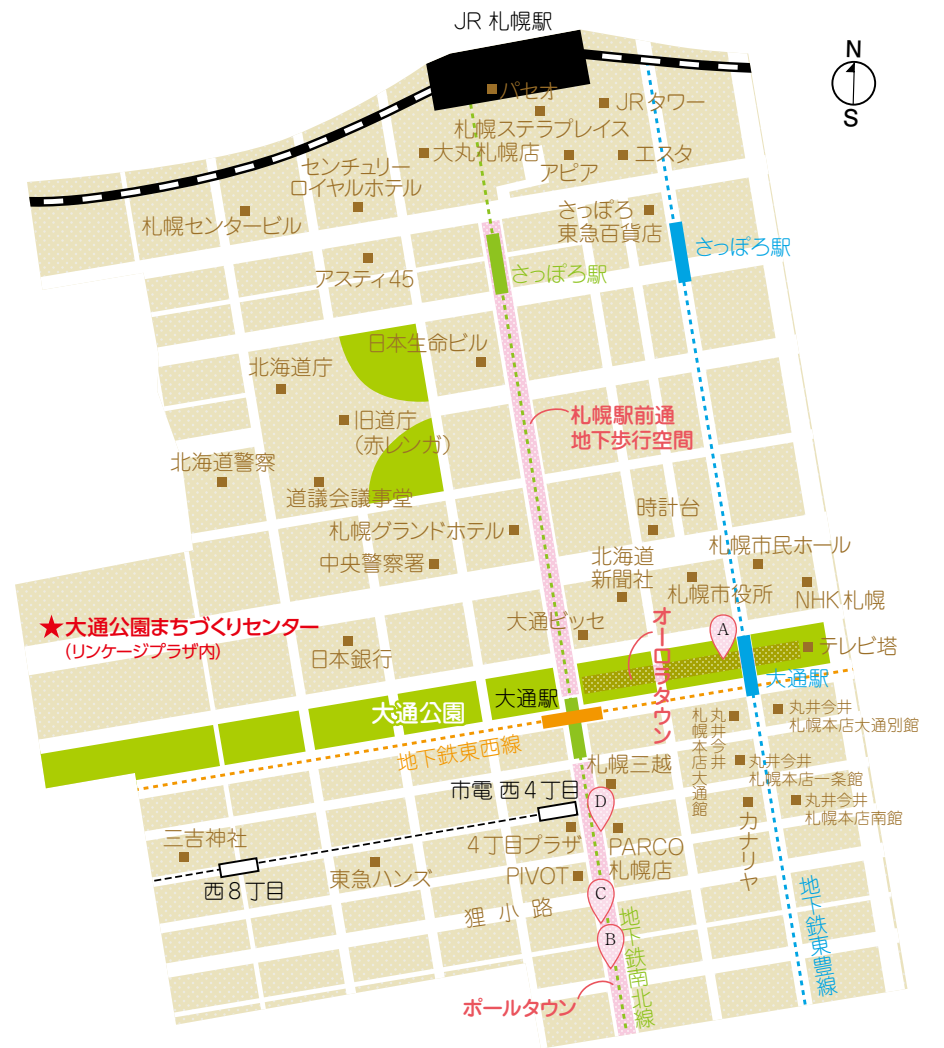 JR 札幌駅
N
S
パセオ
JRタワー
札幌ステラプレイス
大丸札幌店
アピア
エスタ
センチュリー
ロイヤルホテル
札幌センタービル
さっぽろ
東急百貨店
さっぽろ駅
アスティ45
さっぽろ駅
日本生命ビル
北海道庁
旧道庁
(赤レンガ)
札幌駅前通
地下歩行空間
北海道警察
道議会議事堂
時計台
札幌グランドホテル
中央警察署
北海道
新聞社
札幌市民ホール
札幌市役所
NHK札幌
★大通公園まちづくりセンター
(リンケージプラザ内)
日本銀行
大通ビッセ
オーロラタウン
A
テレビ塔
大通駅
大通駅
大通公園
地下鉄東西線
丸井今井
札幌本店大通館
丸井今井
札幌本店大通別館
丸井今井
札幌本店一条館
丸井今井
札幌本店南館
カナリヤ
札幌三越
市電 西4丁目
D
4丁目プラザ
PARCO
札幌店
三吉神社
西8丁目
東急ハンズ
PIVOT
C
狸小路
B
地下鉄南北線
地下鉄東豊線
ポールタウン